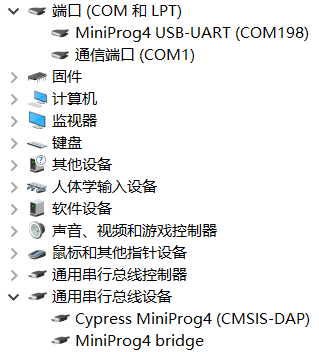 端口 (COM 和 LPT)
MiniProg4 USB-UART (COM198)
通信端口 (COM1)
固件
计算机
监视器
键盘
其他设备
人体学输入设备
软件设备
声音、视频和游戏控制器
鼠标和其他指针设备
通用串行总线控制器
通用串行总线设备
Cypress MiniProg4 (CMSIS-DAP)
MiniProg4 bridge